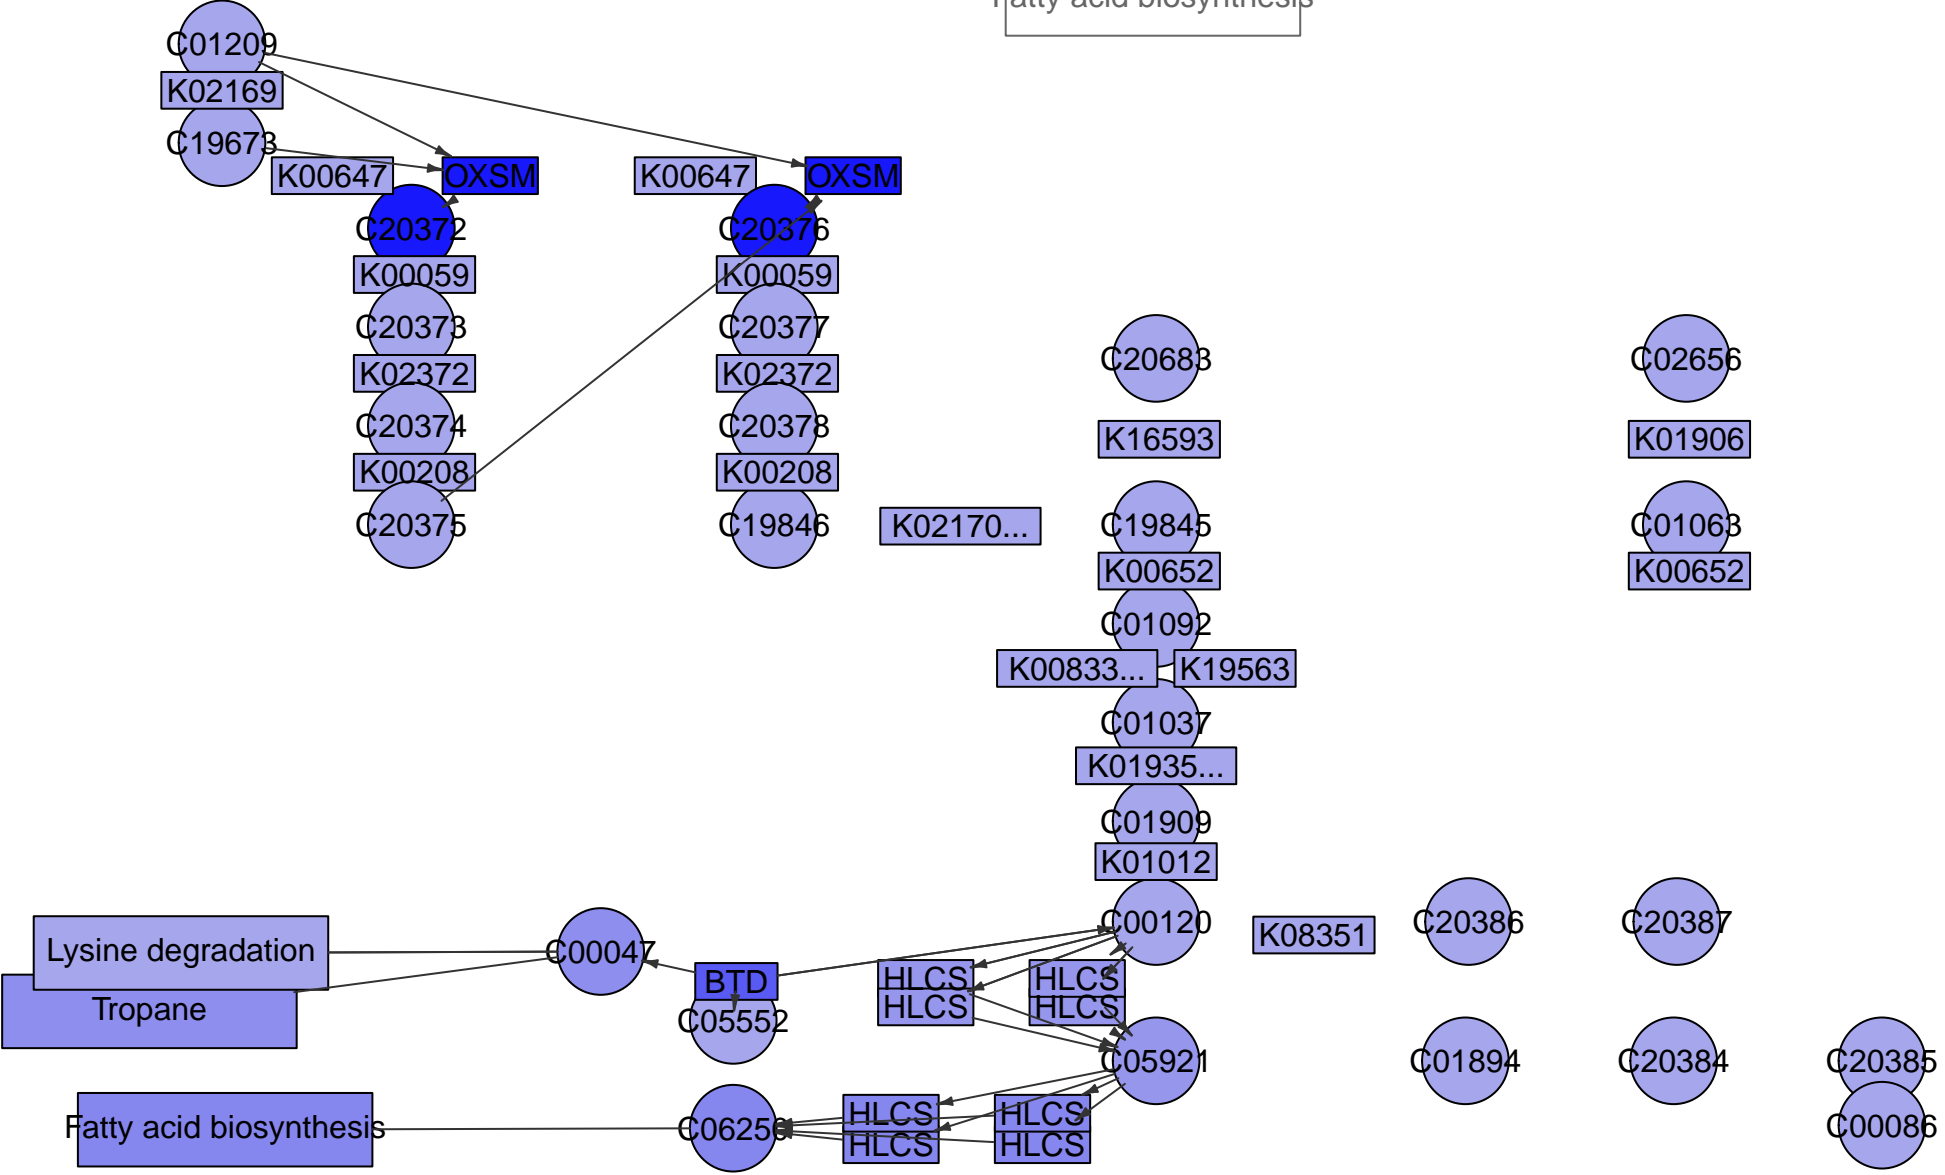 Fatty acid biosynthesis
C01209
K02169
C19673
K00647
OXSM
K00647
OXSM
C20372
C20376
K00059
K00059
C20373
C20377
K02372
K02372
C20683
C02656
C20374
C20378
K16593
K01906
K00208
K00208
C20375
C19846
K02170...
C19845
C01063
K00652
K00652
C01092
K00833...
K19563
C01037
K01935...
C01909
K01012
C00120
K08351
C20386
C20387
Lysine degradation
C00047
BTD
HLCS
HLCS
Tropane
C05552
HLCS
HLCS
C05921
C01894
C20384
C20385
Fatty acid biosynthesis
C06250
HLCS
HLCS
HLCS
HLCS
C00086